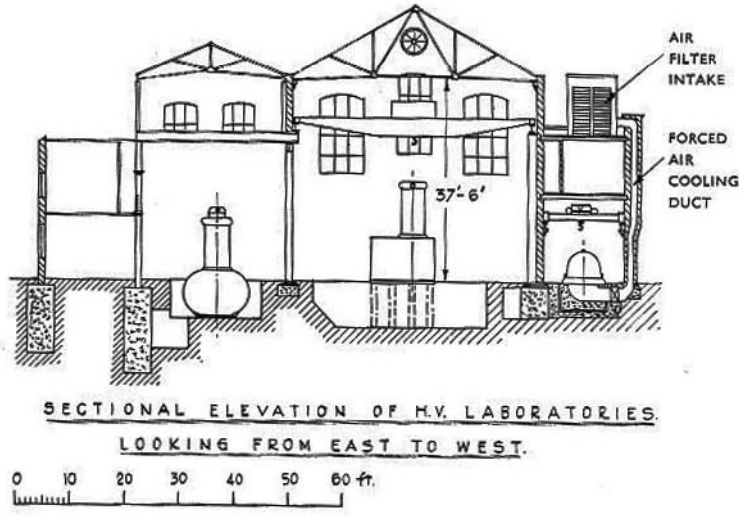 AIR
FILTER
INTAKE
FORCED
AIR
COOLING
DUCT
37'-6"
SECTIONAL ELEVATION OF H.V. LABORATORIES.
LOOKING FROM EAST TO WEST.
0 10 20 30 40 50 60 ft.